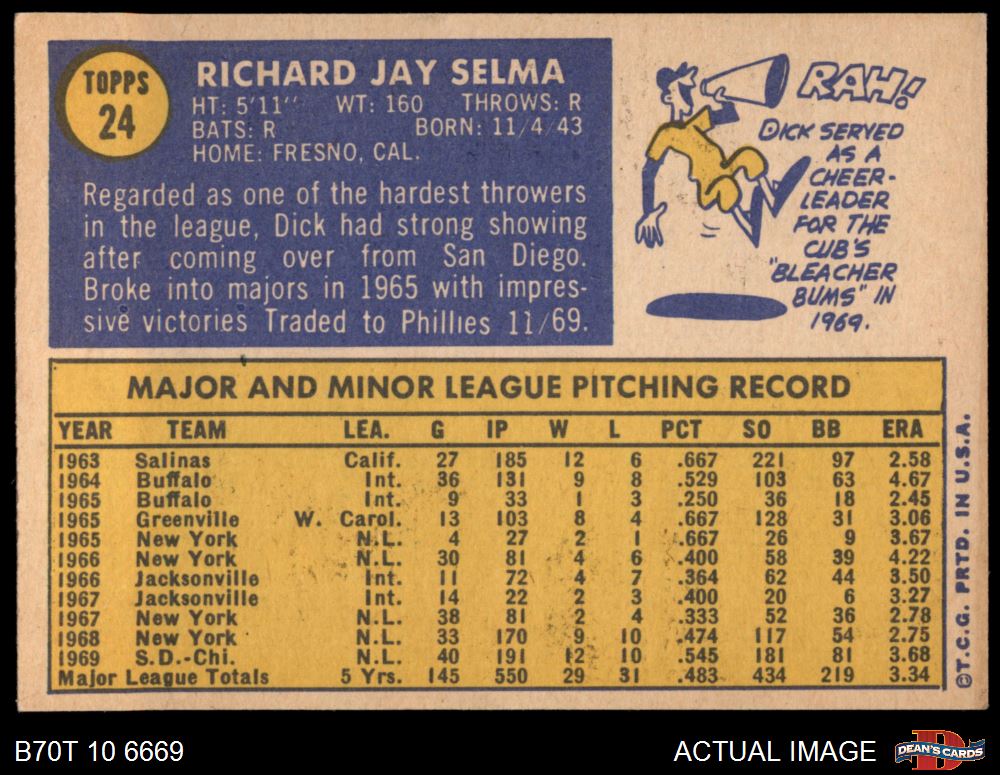 TOPPS
24
RICHARD JAY SELMA
HT: 5'11" WT: 160 THROWS: R
BATS: R BORN: 11/4/43
HOME: FRESNO, CAL.
Regarded as one of the hardest throwers
in the league, Dick had strong showing
after coming over from San Diego.
Broke into majors in 1965 with impres-
sive victories Traded to Phillies 11/69.
RAH!
DICK SERVED
AS A
CHEER-
LEADER
FOR THE
CUB'S
"BLEACHER
BUMS" IN
1969.
MAJOR AND MINOR LEAGUE PITCHING RECORD
YEAR TEAM LEA. G IP W L PCT SO BB ERA
1963 Salinas Calif. 27 185 12 6 .667 221 97 2.58
1964 Buffalo Int. 36 131 9 8 .529 103 63 4.67
1965 Buffalo Int. 9 33 1 3 .250 36 18 2.45
1965 Greenville W. Carol. 13 103 8 4 .667 128 31 3.06
1965 New York N.L. 4 27 2 1 .667 26 9 3.67
1966 New York N.L. 30 81 4 6 .400 58 39 4.22
1966 Jacksonville Int. 11 72 4 7 .364 62 44 3.50
1967 Jacksonville Int. 14 22 2 3 .400 20 6 3.27
1967 New York N.L. 38 81 2 4 .333 52 36 2.78
1968 New York N.L. 33 170 9 10 .474 117 54 2.75
1969 S.D.-Chi. N.L. 40 191 12 10 .545 181 81 3.68
Major League Totals 5 Yrs. 145 550 29 31 .483 434 219 3.34
©T.C.G. PRTD. IN U.S.A.
B70T 10 6669
ACTUAL IMAGE
DEAN'S CARDS